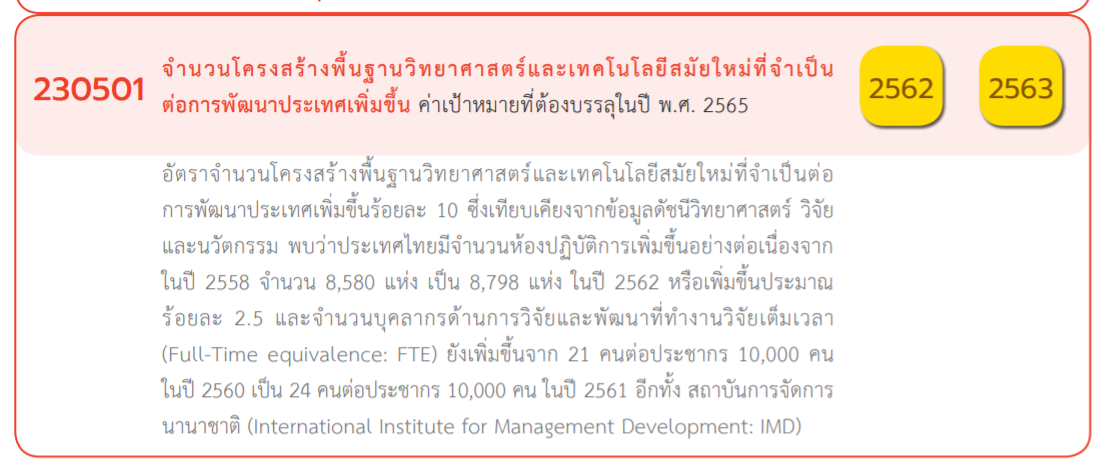 230501
จำนวนโครงสร้างพื้นฐานวิทยาศาสตร์และเทคโนโลยีสมัยใหม่ที่จำเป็น
ต่อการพัฒนาประเทศเพิ่มขึ้น ค่าเป้าหมายที่ต้องบรรลุในปี พ.ศ. 2565
2562
2563
อัตราจำนวนโครงสร้างพื้นฐานวิทยาศาสตร์และเทคโนโลยีสมัยใหม่ที่จำเป็นต่อ
การพัฒนาประเทศเพิ่มขึ้นร้อยละ 10 ซึ่งเทียบเคียงจากข้อมูลดัชนีวิทยาศาสตร์ วิจัย
และนวัตกรรม พบว่าประเทศไทยมีจำนวนห้องปฏิบัติการเพิ่มขึ้นอย่างต่อเนื่องจาก
ในปี 2558 จำนวน 8,580 แห่ง เป็น 8,798 แห่ง ในปี 2562 หรือเพิ่มขึ้นประมาณ
ร้อยละ 2.5 และจำนวนบุคลากรด้านการวิจัยและพัฒนาที่ทำงานวิจัยเต็มเวลา
(Full-Time equivalence: FTE) ยังเพิ่มขึ้นจาก 21 คนต่อประชากร 10,000 คน
ในปี 2560 เป็น 24 คนต่อประชากร 10,000 คน ในปี 2561 อีกทั้ง สถาบันการจัดการ
นานาชาติ (International Institute for Management Development: IMD)